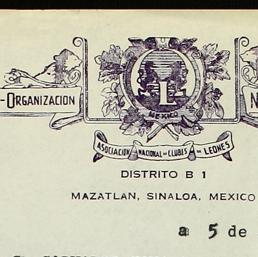 -ORGANIZACION
L
MEXICO
ASOCIACION NACIONAL DE CLUBES DE LEONES
DISTRITO B 1
MAZATLAN, SINALOA, MEXICO
a 5 de